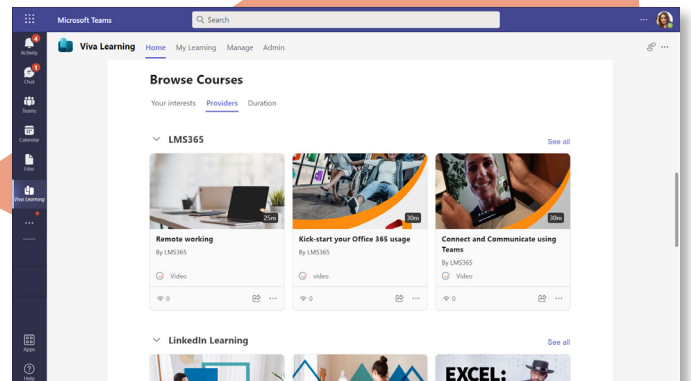 Microsoft Teams
Search
4
Activity
1
Chat
Teams
Calendar
Files
Viva Learning
Apps
Help
Viva Learning Home My Learning Manage Admin
Browse Courses
Your interests Providers Duration
LMS365 See all
25m 30m 30m
Remote working
By LMS365
Video
0
Kick-start your Office 365 usage
By LMS365
video
0
Connect and Communicate using
Teams
By LMS365
Video
0
LinkedIn Learning See all
EXCEL: